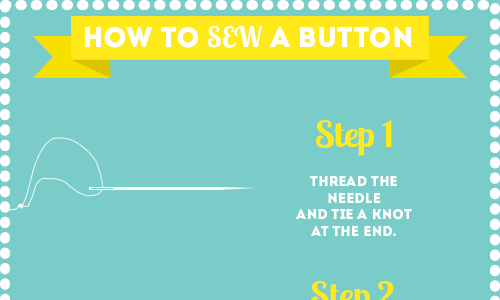 HOW TO SEW A BUTTON
Step 1
THREAD THE
NEEDLE
AND TIE A KNOT
AT THE END.
Step 2